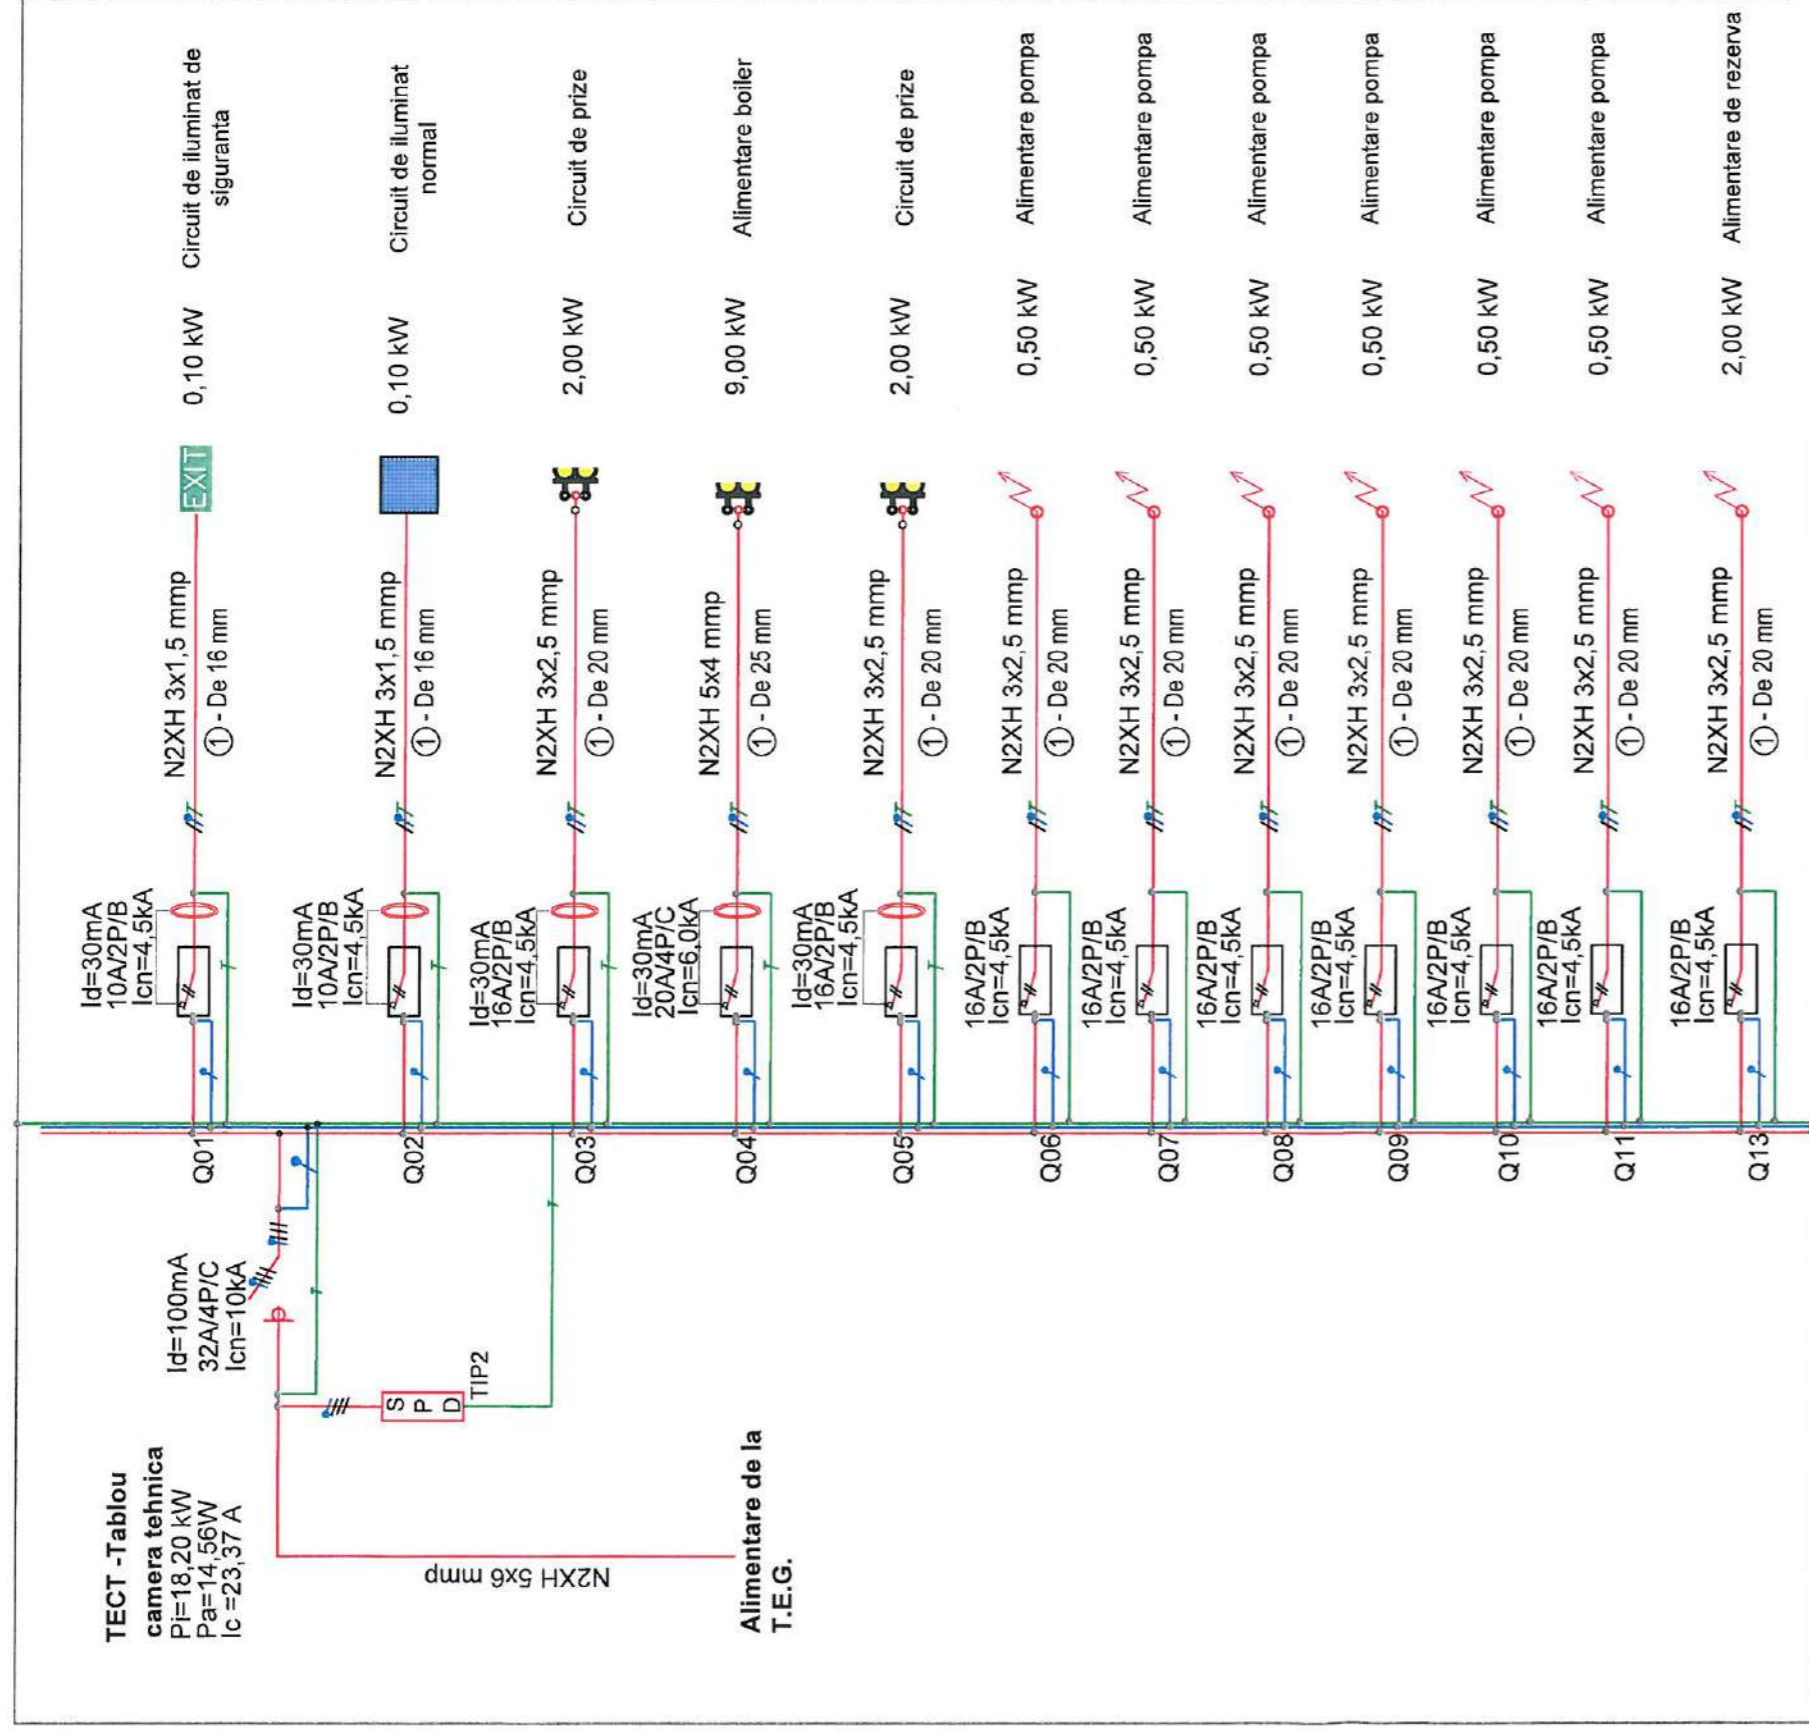 TECT -Tablou
camera tehnica
Pi=18,20 kW
Pa=14,56W
Ic =23,37 A
N2XH 5x6 mmp
Alimentare de la
T.E.G.
Id=100mA
32A/4P/C
Icn=10kA
S
P
D
TIP2
Q01
Id=30mA
10A/2P/B
Icn=4,5kA
N2XH 3x1,5 mmp
1 - De 16 mm
EXIT
0,10 kW
Circuit de iluminat de
siguranta
Q02
Id=30mA
10A/2P/B
Icn=4,5kA
N2XH 3x1,5 mmp
1 - De 16 mm
0,10 kW
Circuit de iluminat
normal
Q03
Id=30mA
16A/2P/B
Icn=4,5kA
N2XH 3x2,5 mmp
1 - De 20 mm
2,00 kW
Circuit de prize
Q04
Id=30mA
20A/4P/C
Icn=6,0kA
N2XH 5x4 mmp
1 - De 25 mm
9,00 kW
Alimentare boiler
Q05
Id=30mA
16A/2P/B
Icn=4,5kA
N2XH 3x2,5 mmp
1 - De 20 mm
2,00 kW
Circuit de prize
Q06
16A/2P/B
Icn=4,5kA
N2XH 3x2,5 mmp
1 - De 20 mm
0,50 kW
Alimentare pompa
Q07
16A/2P/B
Icn=4,5kA
N2XH 3x2,5 mmp
1 - De 20 mm
0,50 kW
Alimentare pompa
Q08
16A/2P/B
Icn=4,5kA
N2XH 3x2,5 mmp
1 - De 20 mm
0,50 kW
Alimentare pompa
Q09
16A/2P/B
Icn=4,5kA
N2XH 3x2,5 mmp
1 - De 20 mm
0,50 kW
Alimentare pompa
Q10
16A/2P/B
Icn=4,5kA
N2XH 3x2,5 mmp
1 - De 20 mm
0,50 kW
Alimentare pompa
Q11
16A/2P/B
Icn=4,5kA
N2XH 3x2,5 mmp
1 - De 20 mm
0,50 kW
Alimentare pompa
Q13
16A/2P/B
Icn=4,5kA
N2XH 3x2,5 mmp
1 - De 20 mm
2,00 kW
Alimentare de rezerva